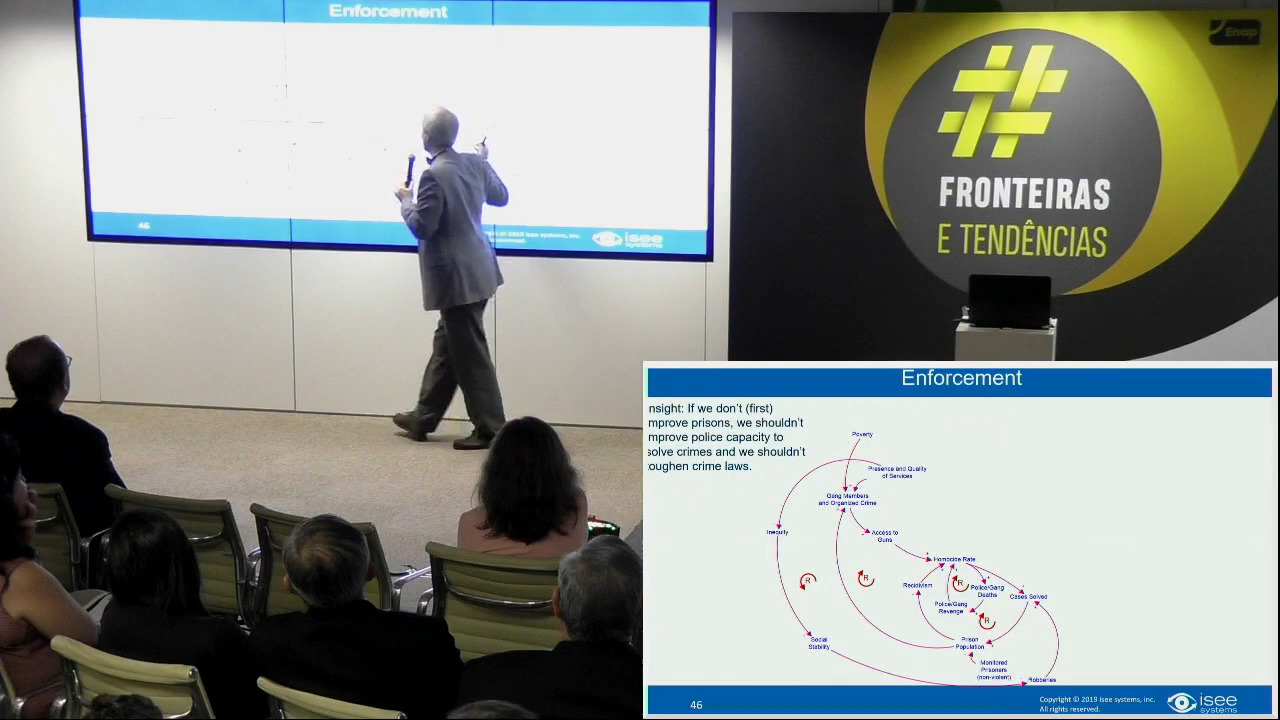 Enforcement
46
isee
systems
Enap
FRONTEIRAS
E TENDÊNCIAS
Enforcement
nsight: If we don't (first)
mprove prisons, we shouldn't
mprove police capacity to
solve crimes and we shouldn't
toughen crime laws.
Poverty
Presence and Quality
of Services
Gang Members
and Organized Crime
Inequity
Access to
Guns
Homocide Rate
R
R
R
Recidivism
Police/Gang
Deaths
Cases Solved
Police/Gang
Revenge
R
Social
Stability
Prison
Population
Monitored
Prisoners
(non-violent)
Robberies
46
Copyright © 2019 isee systems, inc.
All rights reserved.
isee
systems